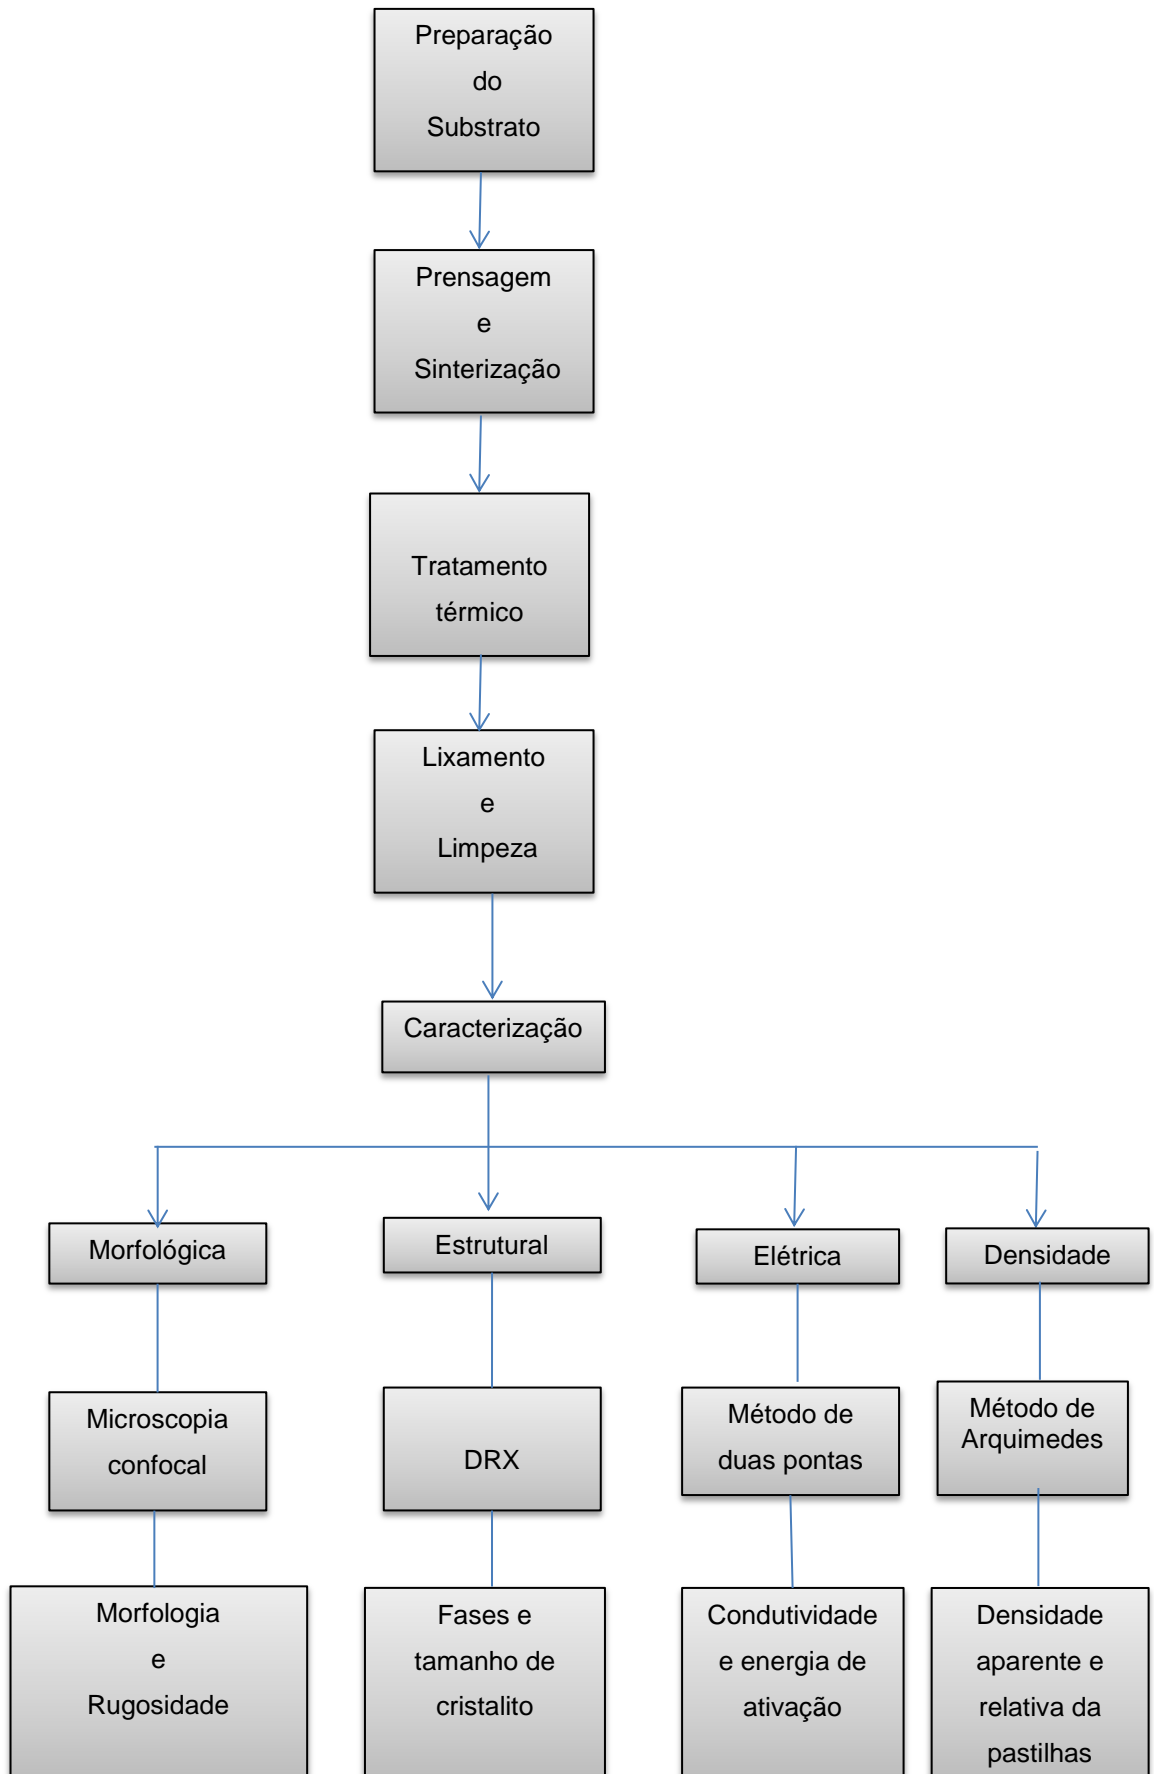 Preparação
do
Substrato
Prensagem
e
Sinterização
Tratamento
térmico
Lixamento
e
Limpeza
Caracterização
Morfológica
Estrutural
Elétrica
Densidade
Microscopia
confocal
DRX
Método de
duas pontas
Método de
Arquimedes
Morfologia
e
Rugosidade
Fases e
tamanho de
cristalito
Condutividade
e energia de
ativação
Densidade
aparente e
relativa da
pastilhas